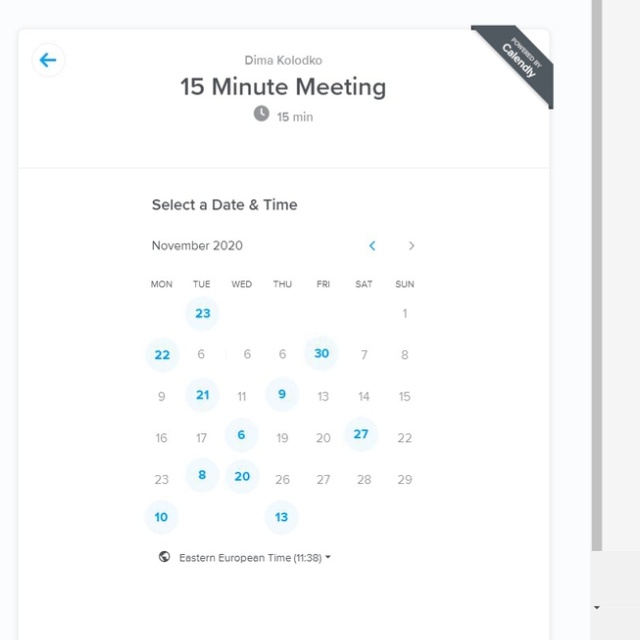 POWERED BY
Calendly
Dima Kolodko
15 Minute Meeting
15 min
Select a Date & Time
November 2020
MON TUE WED THU FRI SAT SUN
23 1
22 6 6 6 30 7 8
9 21 11 9 13 14 15
16 17 6 19 20 27 22
23 8 20 26 27 28 29
10 13
Eastern European Time (11:38)